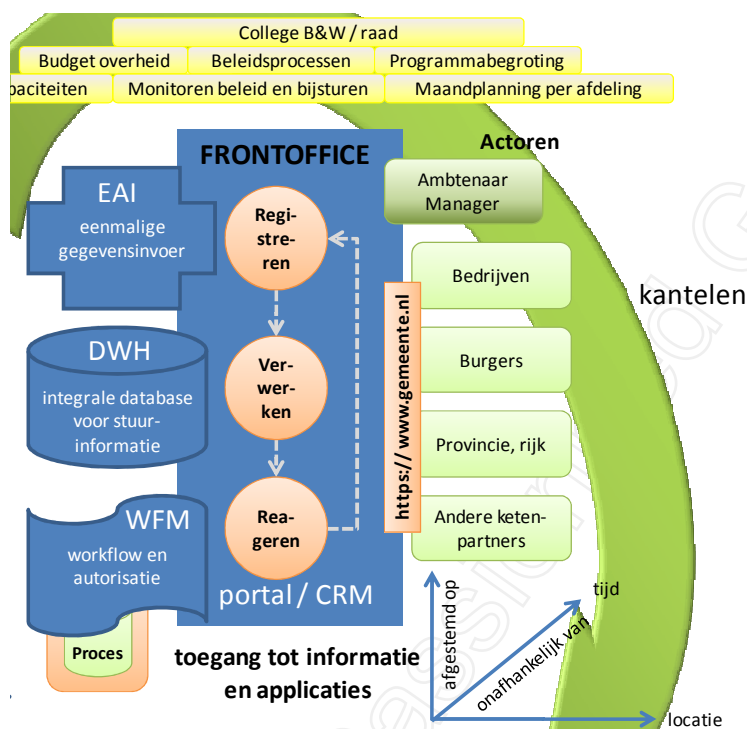 College B&W / raad
Budget overheid
Beleidsprocessen
Programmabegroting
paciteiten
Monitoren beleid en bijsturen
Maandplanning per afdeling
FRONTOFFICE
Actoren
EAI
eenmalige
gegevensinvoer
Regi-
stre-
ren
Ambtenaar
Manager
Bedrijven
kantelen
DWH
integrale database
voor stuur-
informatie
Ver-
wer-
ken
https:// www.gemeente.nl
Burgers
Provincie, rijk
WFM
workflow en
autorisatie
Rea-
geren
Andere keten-
partners
portal / CRM
Proces
toegang tot informatie
en applicaties
afgestemd op
onafhankelijk van
tijd
locatie